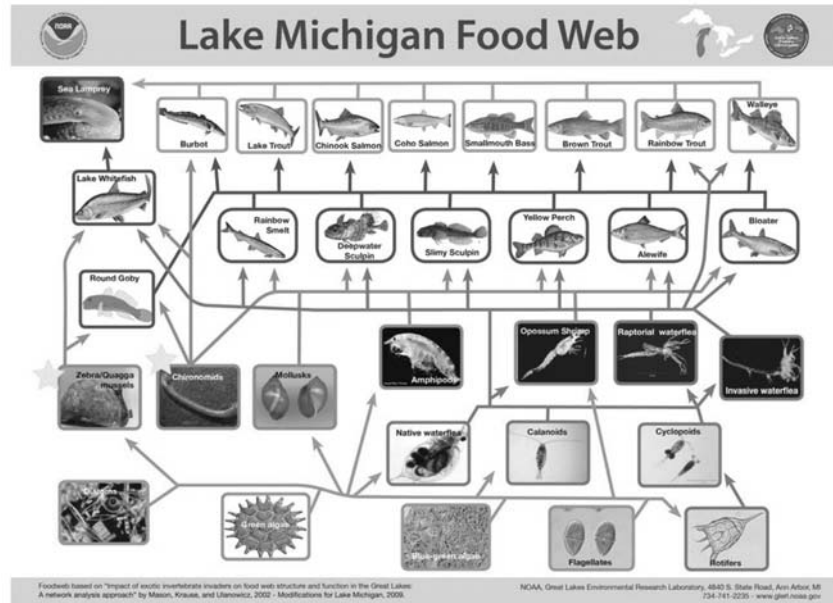 NOAA
Lake Michigan Food Web
Sea Lamprey
Burbot
Lake Trout
Chinook Salmon
Coho Salmon
Smallmouth Bass
Brown Trout
Rainbow Trout
Walleye
Lake Whitefish
Rainbow
Smelt
Deepwater
Sculpin
Slimy Sculpin
Yellow Perch
Alewife
Bloater
Round Goby
Zebra/Quagga
mussels
Chironomids
Mollusks
Amphipods
Opossum Shrimp
Raptorial waterflea
Invasive waterflea
Native waterflea
Calanoids
Cyclopoids
Green algae
Blue-green algae
Flagellates
Rotifers
Foodweb based on "Impact of exotic invertebrate invaders on food web structure and function in the Great Lakes:
A network analysis approach" by Mason, Krause, and Ulanowicz, 2002 - Modifications for Lake Michigan, 2009.
NOAA, Great Lakes Environmental Research Laboratory, 4840 S. State Road, Ann Arbor, MI
734-741-2235 - www.glerl.noaa.gov